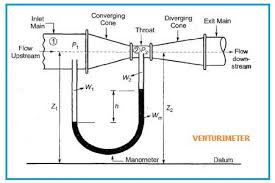 Inlet
Main
Converging
Cone
Throat
Diverging
Cone
Exit Main
①
P₁
Flow
Upstream
Flow
down-
stream
W₂
W₁
Z₁
h
Z₂
Wₘ
VENTURIMETER
Manometer
Datum